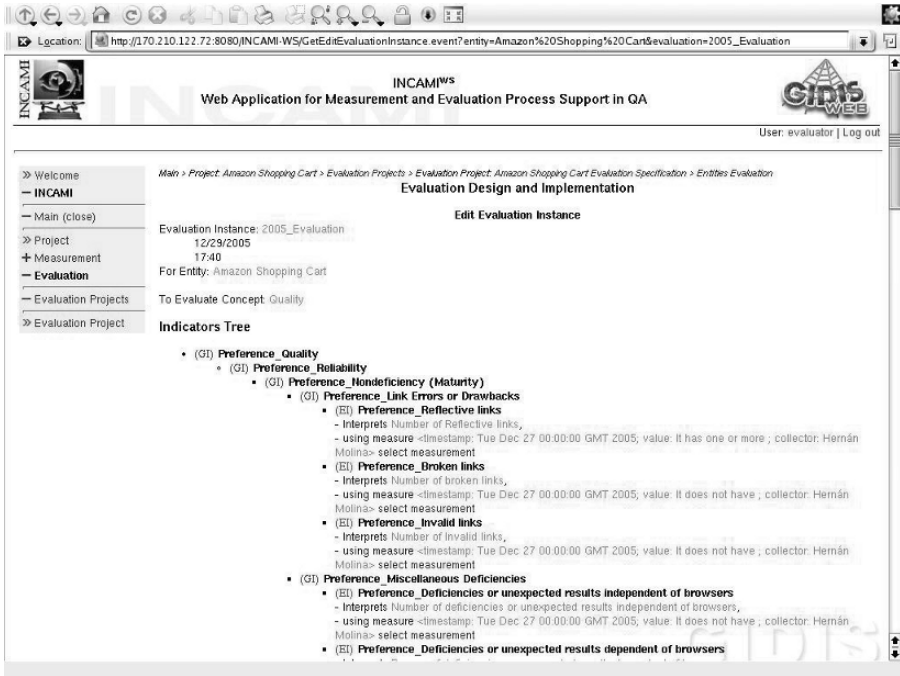 Location: http://170.210.122.72:8080/INCAMI-WS/GetEditEvaluationInstance.event?entity=Amazon%20Shopping%20Cart&evaluation=2005_Evaluation
INCAMI
INCAMI
INCAMIWS
Web Application for Measurement and Evaluation Process Support in QA
GIDIS
WEB
User: evaluator | Log out
» Welcome
– INCAMI
– Main (close)
» Project
+ Measurement
– Evaluation
– Evaluation Projects
» Evaluation Project
Main > Project: Amazon Shopping Cart > Evaluation Projects > Evaluation Project: Amazon Shopping Cart Evaluation Specification > Entities Evaluation
Evaluation Design and Implementation
Edit Evaluation Instance
Evaluation Instance: 2005_Evaluation
12/29/2005
17:40
For Entity: Amazon Shopping Cart
To Evaluate Concept: Quality
Indicators Tree
• (GI) Preference_Quality
∘ (GI) Preference_Reliability
▪ (GI) Preference_Nondeficiency (Maturity)
▪ (GI) Preference_Link Errors or Drawbacks
▪ (EI) Preference_Reflective links
- Interprets Number of Reflective links,
- using measure <timestamp: Tue Dec 27 00:00:00 GMT 2005; value: It has one or more ; collector: Hernán
Molina> select measurement
▪ (EI) Preference_Broken links
- Interprets Number of broken links,
- using measure <timestamp: Tue Dec 27 00:00:00 GMT 2005; value: It does not have ; collector: Hernán
Molina> select measurement
▪ (EI) Preference_Invalid links
- Interprets Number of Invalid links,
- using measure <timestamp: Tue Dec 27 00:00:00 GMT 2005; value: It does not have ; collector: Hernán
Molina> select measurement
▪ (GI) Preference_Miscellaneous Deficiencies
▪ (EI) Preference_Deficiencies or unexpected results independent of browsers
- Interprets Number of deficiencies or unexpected results independent of browsers,
- using measure <timestamp: Tue Dec 27 00:00:00 GMT 2005; value: It does not have ; collector: Hernán
Molina> select measurement
▪ (EI) Preference_Deficiencies or unexpected results dependent of browsers
GIDIS